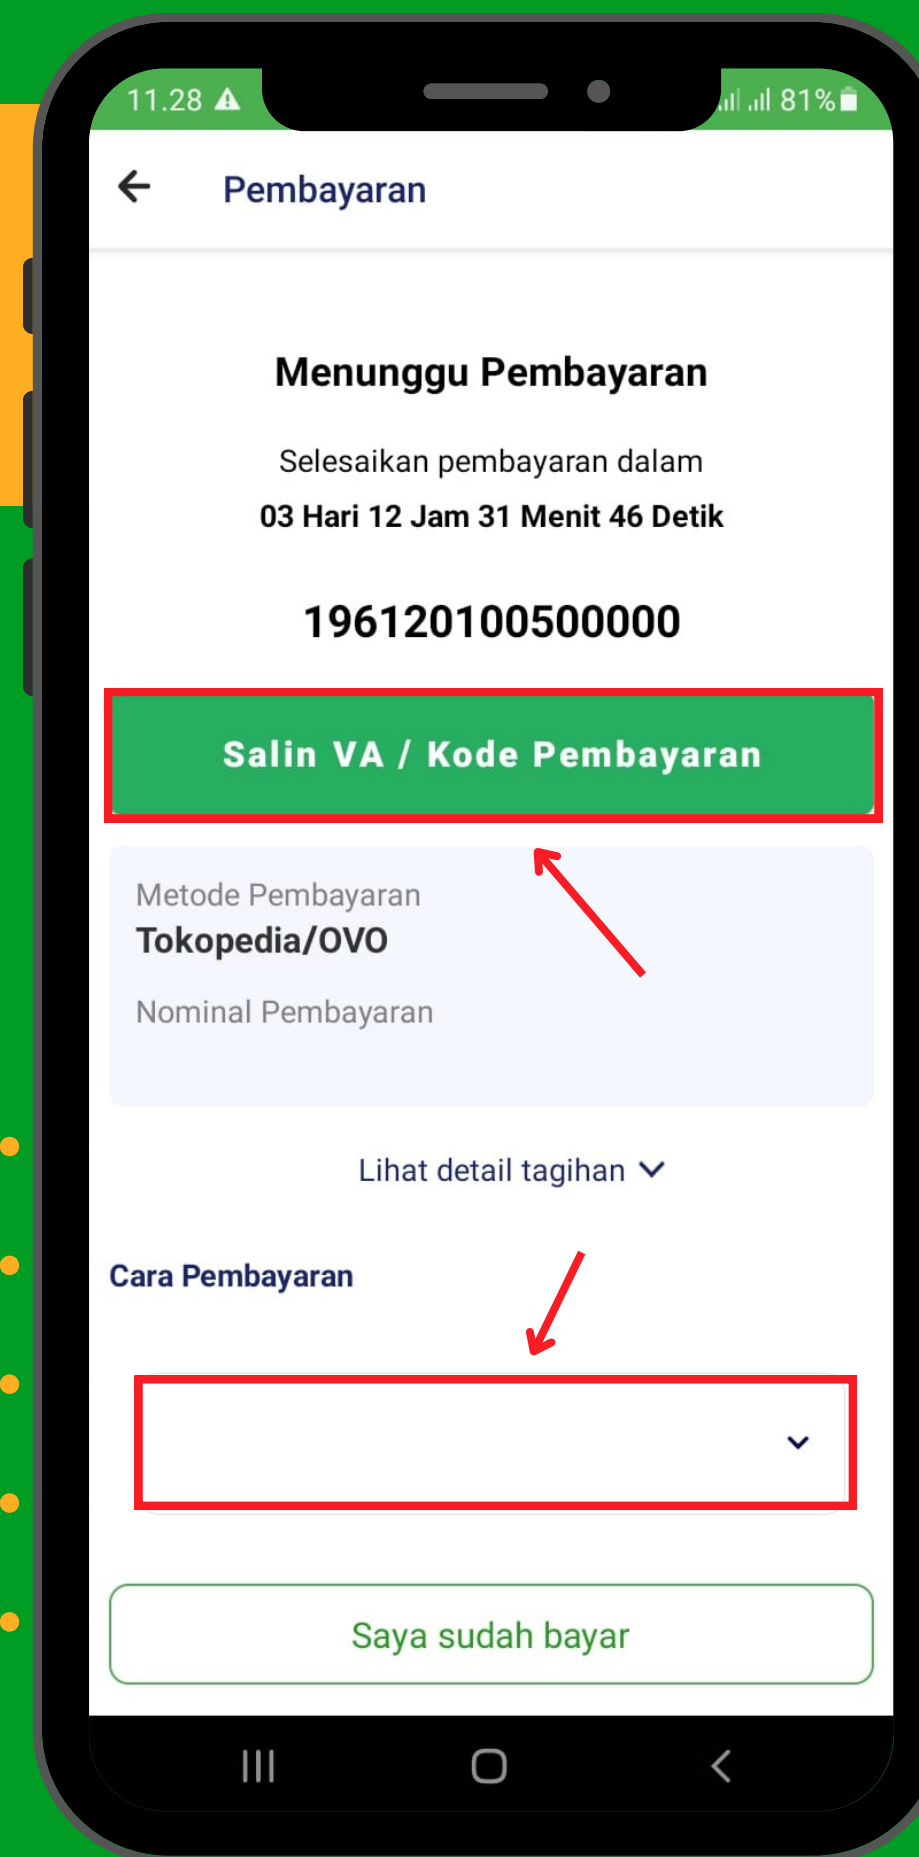 11.28
81%
Pembayaran
Menunggu Pembayaran
Selesaikan pembayaran dalam
03 Hari 12 Jam 31 Menit 46 Detik
196120100500000
Salin VA / Kode Pembayaran
Metode Pembayaran
Tokopedia/OVO
Nominal Pembayaran
Lihat detail tagihan
Cara Pembayaran
Saya sudah bayar